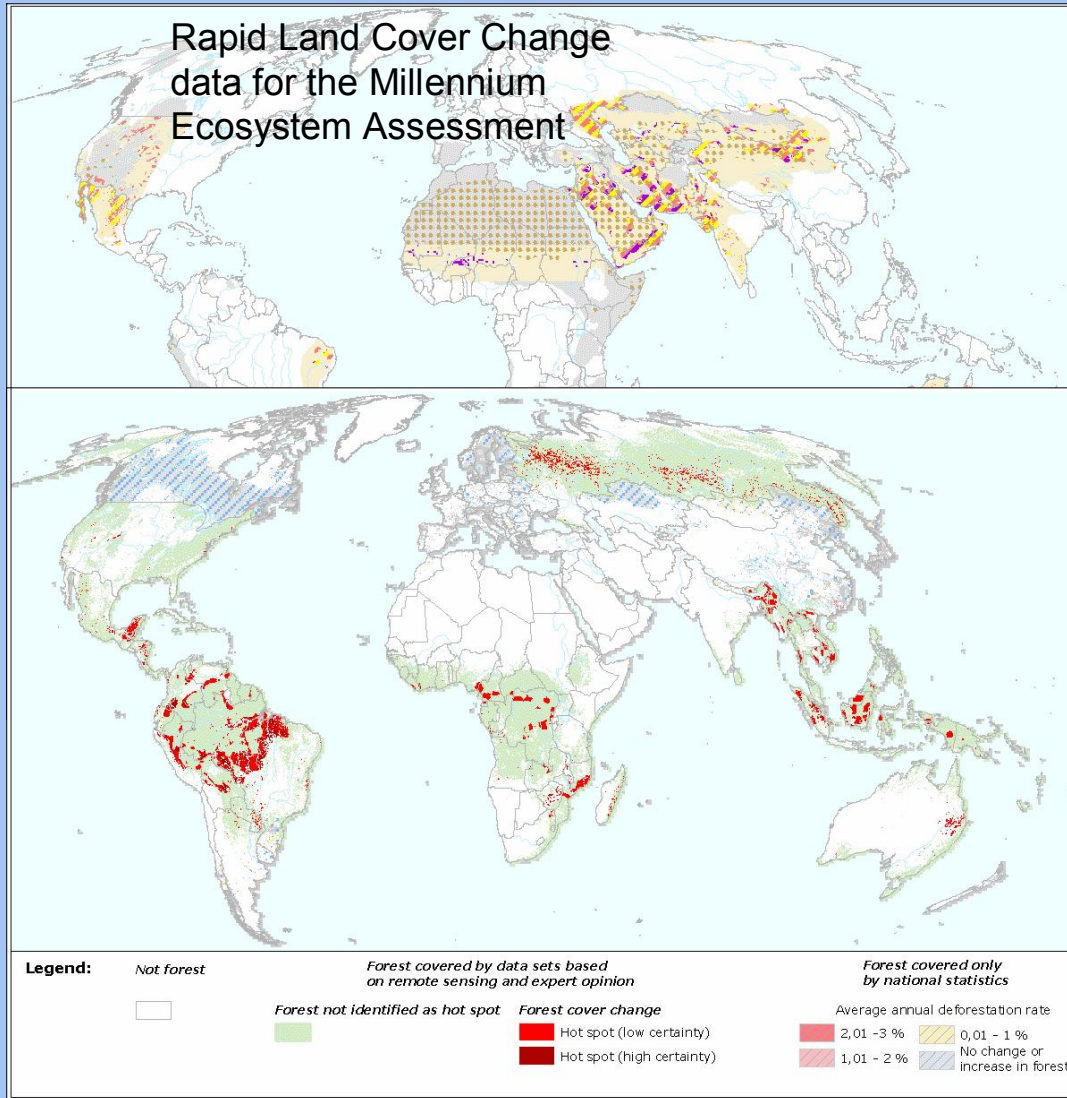 Rapid Land Cover Change
data for the Millennium
Ecosystem Assessment
Legend:
Not forest
Forest covered by data sets based
on remote sensing and expert opinion
Forest not identified as hot spot
Forest cover change
Hot spot (low certainty)
Hot spot (high certainty)
Forest covered only
by national statistics
Average annual deforestation rate
2,01 -3 %
0,01 - 1 %
1,01 - 2 %
No change or
increase in forest